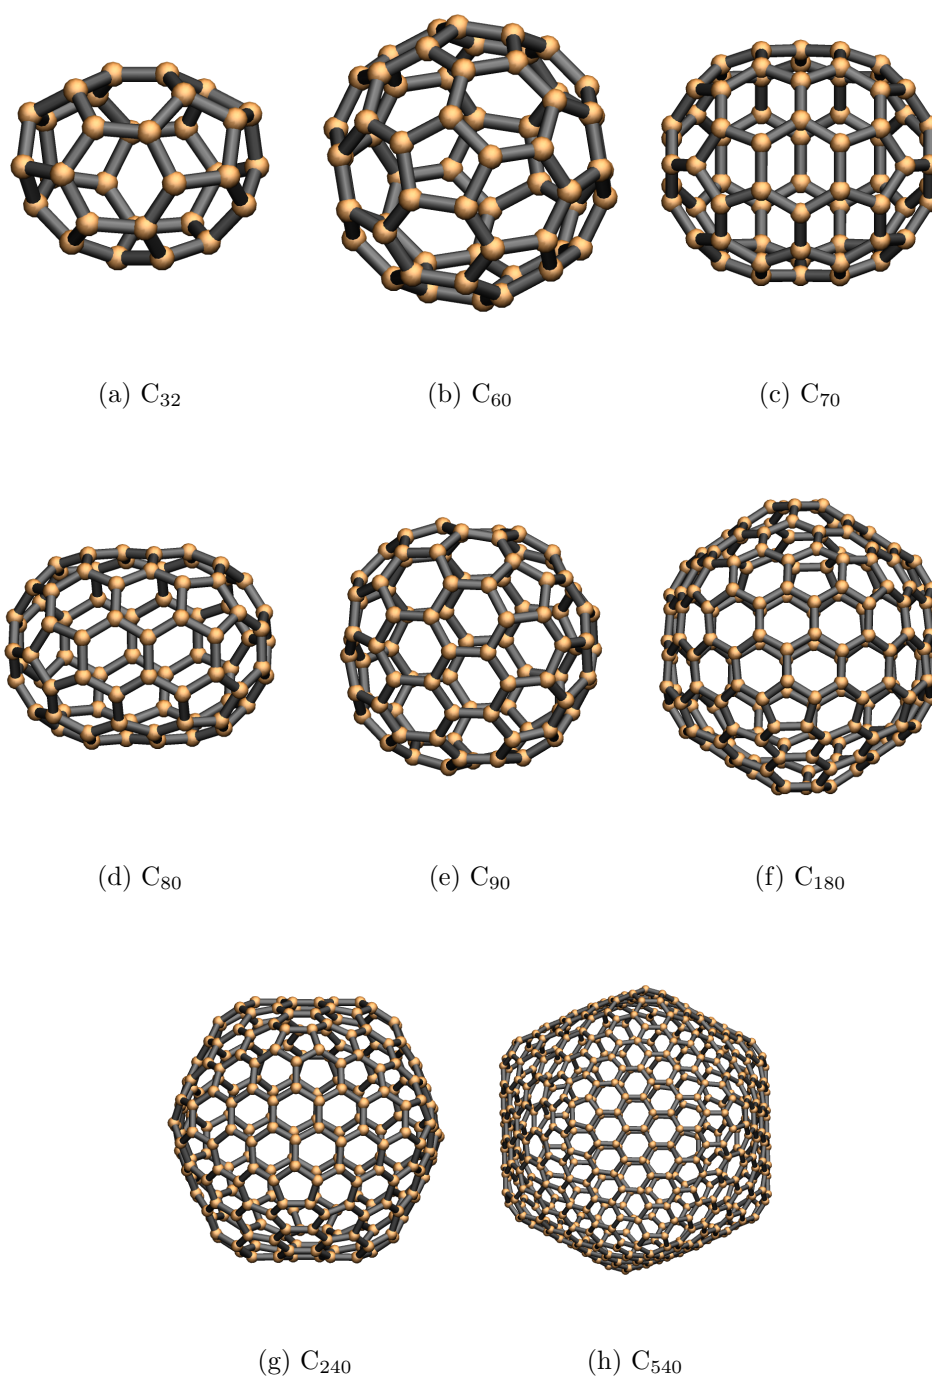 (a) C₃₂ (b) C₆₀ (c) C₇₀
(d) C₈₀ (e) C₉₀ (f) C₁₈₀
(g) C₂₄₀ (h) C₅₄₀